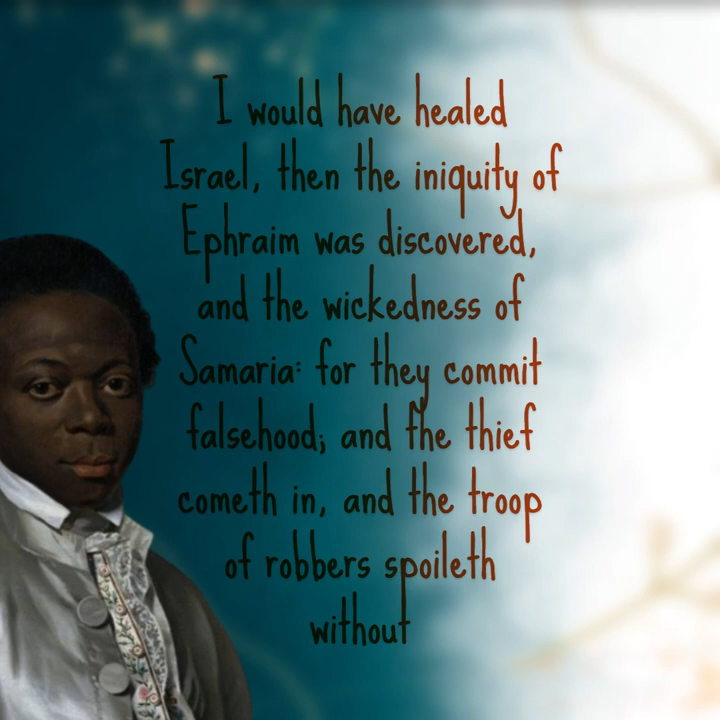 I would have healed
Israel, then the iniquity of
Ephraim was discovered,
and the wickedness of
Samaria: for they commit
falsehood; and the thief
cometh in, and the troop
of robbers spoileth
without